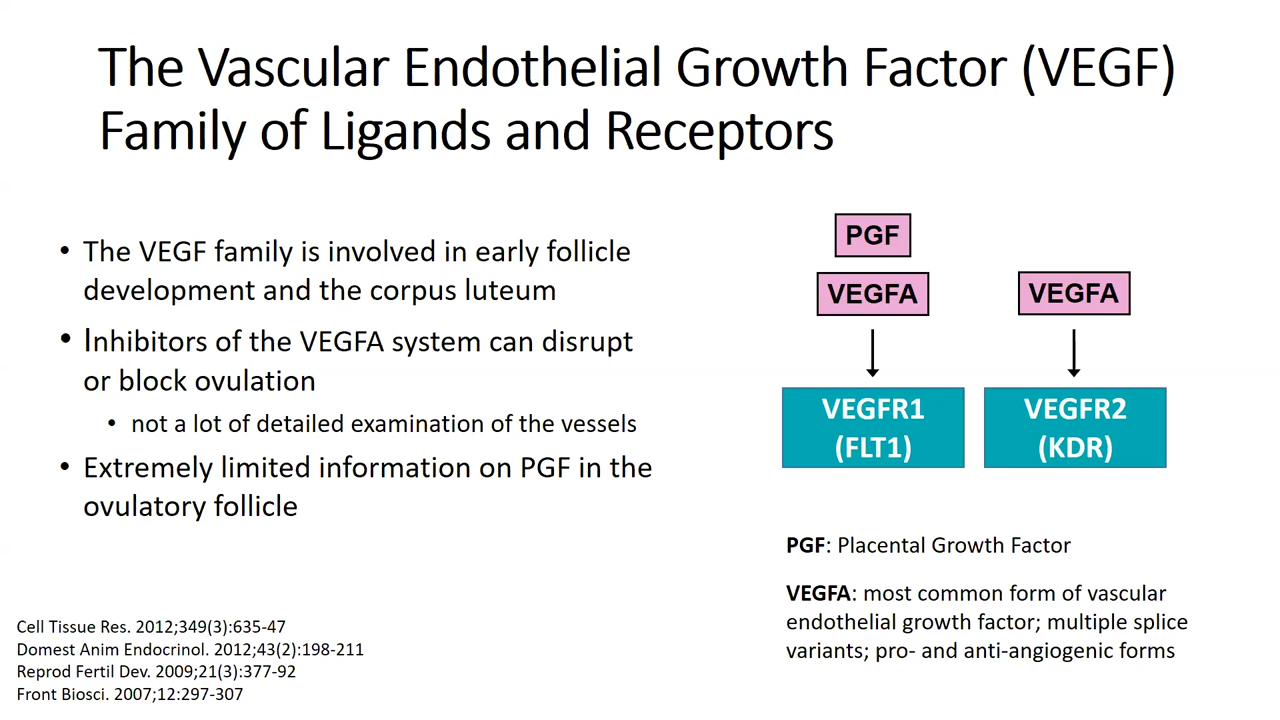 The Vascular Endothelial Growth Factor (VEGF)
Family of Ligands and Receptors
• The VEGF family is involved in early follicle
development and the corpus luteum
• Inhibitors of the VEGFA system can disrupt
or block ovulation
• not a lot of detailed examination of the vessels
• Extremely limited information on PGF in the
ovulatory follicle
Cell Tissue Res. 2012;349(3):635-47
Domest Anim Endocrinol. 2012;43(2):198-211
Reprod Fertil Dev. 2009;21(3):377-92
Front Biosci. 2007;12:297-307
PGF
VEGFA
VEGFR1
(FLT1)
VEGFA
VEGFR2
(KDR)
PGF: Placental Growth Factor
VEGFA: most common form of vascular
endothelial growth factor; multiple splice
variants; pro- and anti-angiogenic forms